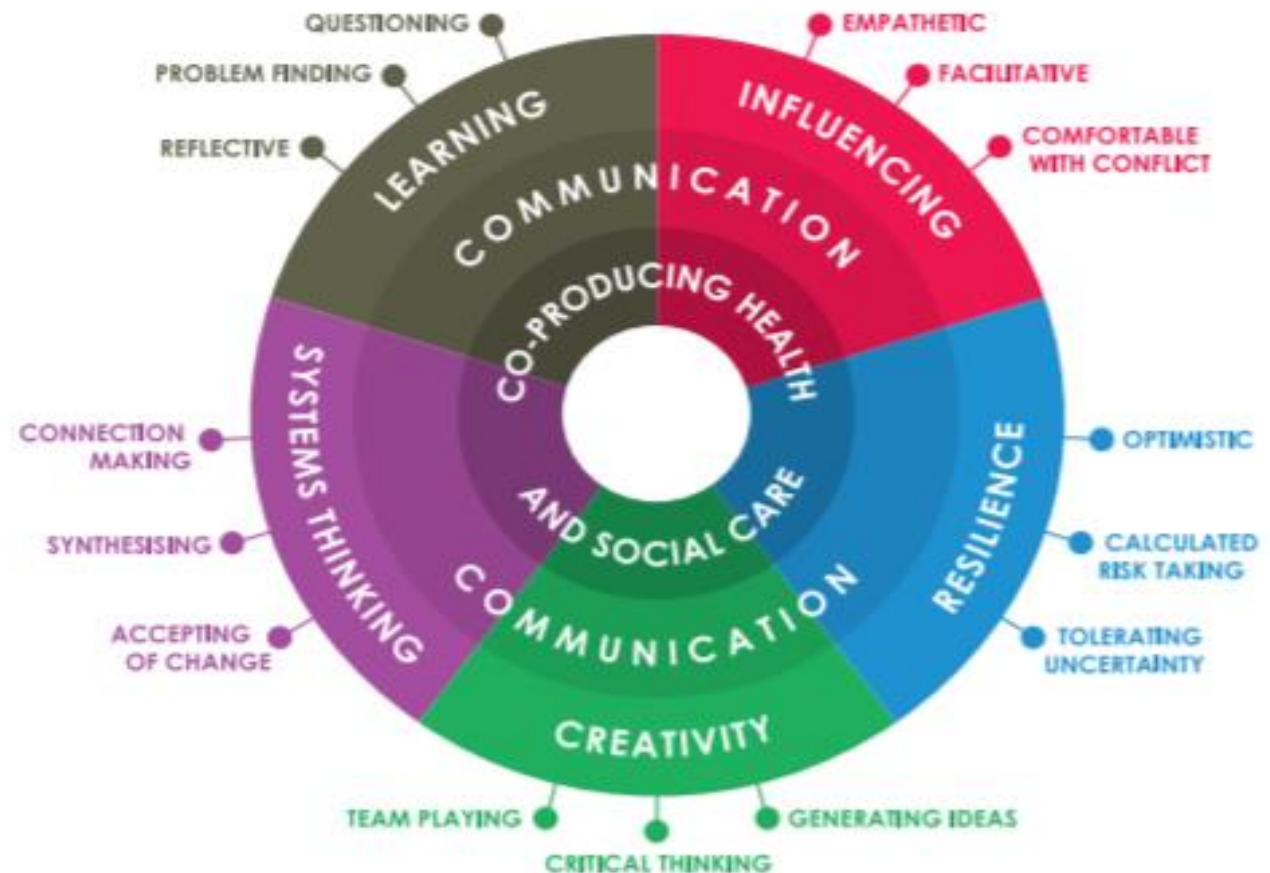 QUESTIONING
PROBLEM FINDING
REFLECTIVE
LEARNING
EMPATHETIC
FACILITATIVE
COMFORTABLE
WITH CONFLICT
INFLUENCING
COMMUNICATION
CO-PRODUCING HEALTH
AND SOCIAL CARE
COMMUNICATION
SYSTEMS THINKING
CONNECTION
MAKING
SYNTHESISING
ACCEPTING
OF CHANGE
RESILIENCE
OPTIMISTIC
CALCULATED
RISK TAKING
TOLERATING
UNCERTAINTY
CREATIVITY
TEAM PLAYING
CRITICAL THINKING
GENERATING IDEAS